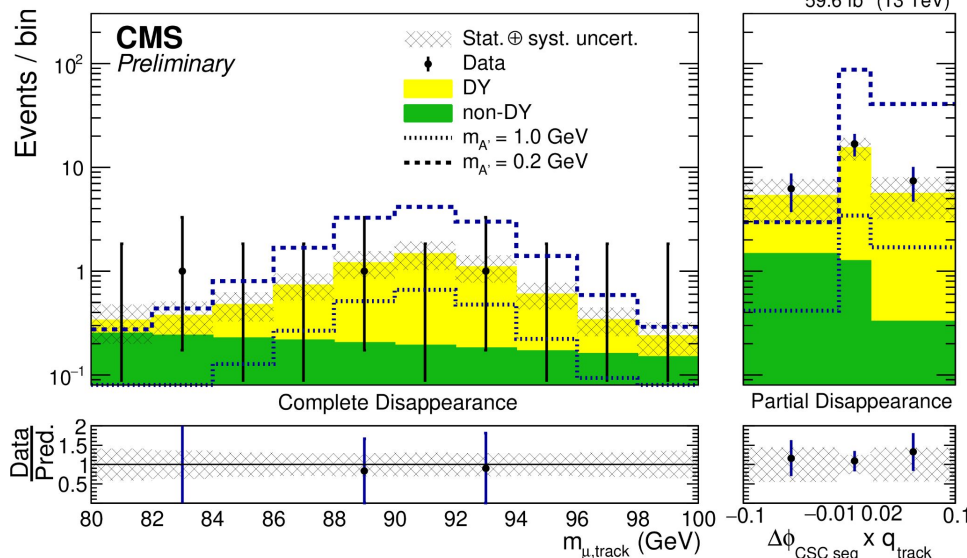 59.6 fb⁻¹ (13 TeV)
CMS
Preliminary
Events / bin
10²
10
1
10⁻¹
Stat. ⊕ syst. uncert.
Data
DY
non-DY
m_A' = 1.0 GeV
m_A' = 0.2 GeV
Complete Disappearance
Partial Disappearance
Data
Pred.
2
1.5
1
0.5
80 82 84 86 88 90 92 94 96 98 100
m_μ,track (GeV)
−0.1 −0.01 0.02 0.1
Δϕ_CSC seg x q_track